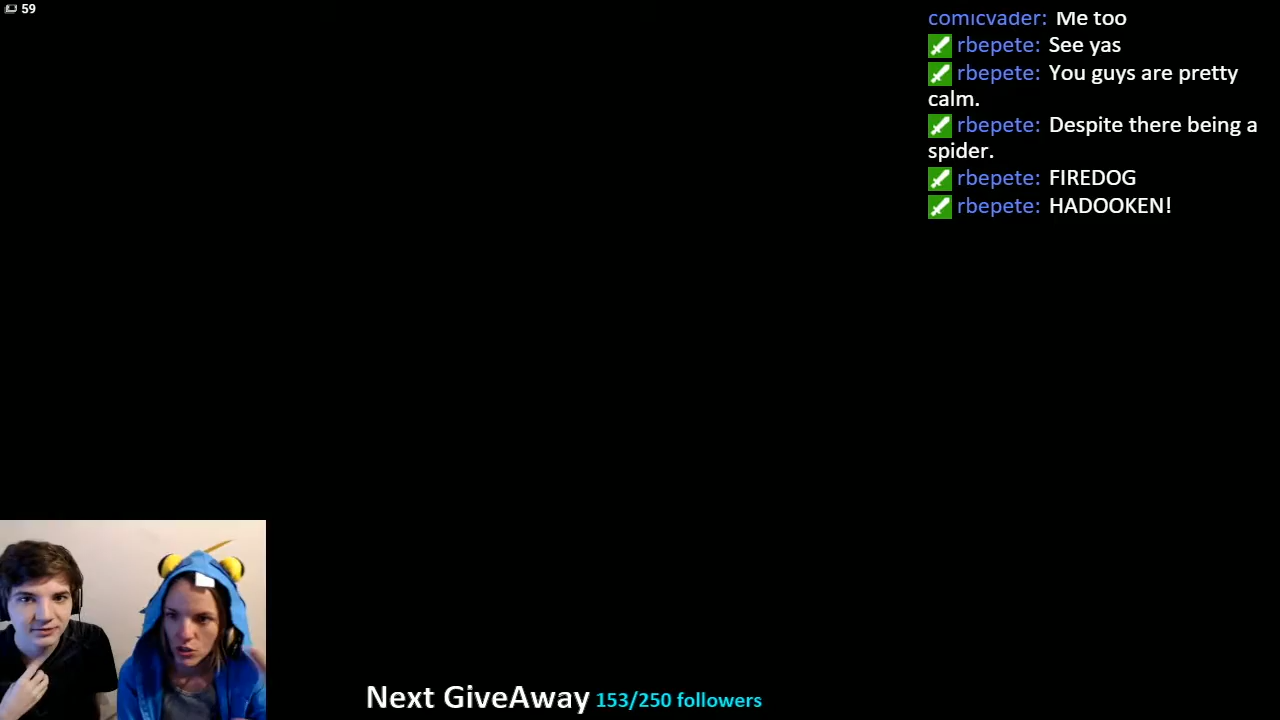 59
comicvader: Me too
rbepete: See yas
rbepete: You guys are pretty
calm.
rbepete: Despite there being a
spider.
rbepete: FIREDOG
rbepete: HADOOKEN!
Next GiveAway 153/250 followers